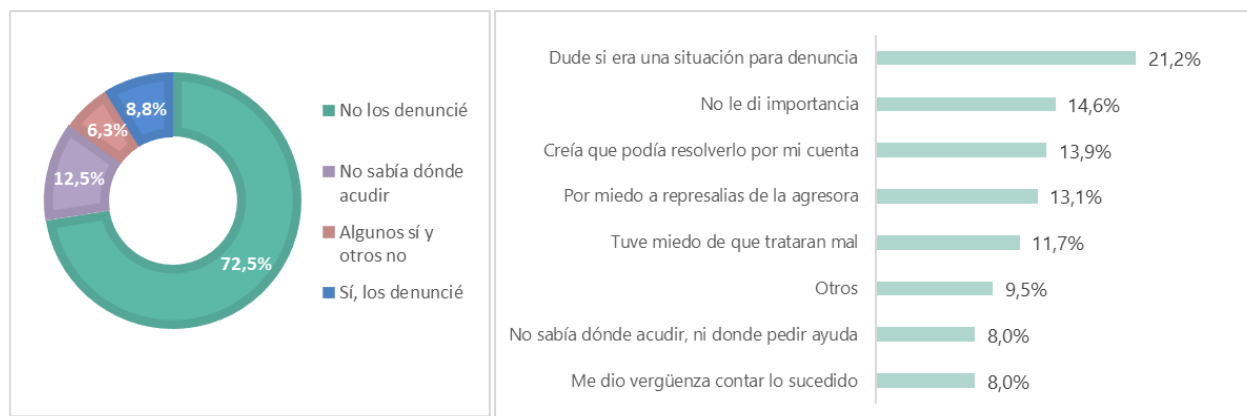 72,5%
12,5%
6,3%
8,8%
No los denuncié
No sabía dónde
acudir
Algunos sí y
otros no
Sí, los denuncié
Dude si era una situación para denuncia 21,2%
No le di importancia 14,6%
Creía que podía resolverlo por mi cuenta 13,9%
Por miedo a represalias de la agresora 13,1%
Tuve miedo de que trataran mal 11,7%
Otros 9,5%
No sabía dónde acudir, ni donde pedir ayuda 8,0%
Me dio vergüenza contar lo sucedido 8,0%